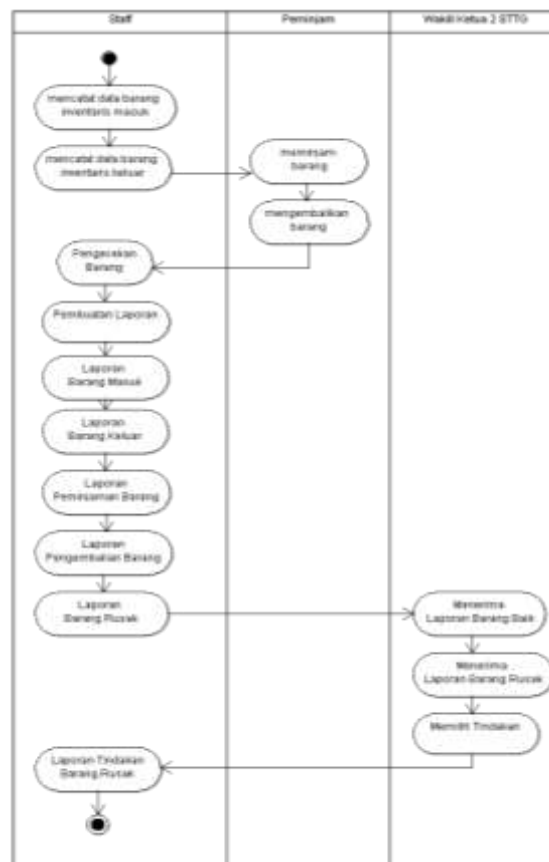 Staff
Peminjam
Wakil Ketua 2 STTG
mencatat data barang
inventaris masuk
mencatat data barang
inventaris keluar
meminjam
barang
mengembalikan
barang
Pengecekan
Barang
Pembuatan Laporan
Laporan
Barang Masuk
Laporan
Barang Keluar
Laporan
Peminjaman Barang
Laporan
Pengembalian Barang
Laporan
Barang Rusak
Menerima
Laporan Barang Baik
Menerima
Laporan Barang Rusak
Memilih Tindakan
Laporan Tindakan
Barang Rusak